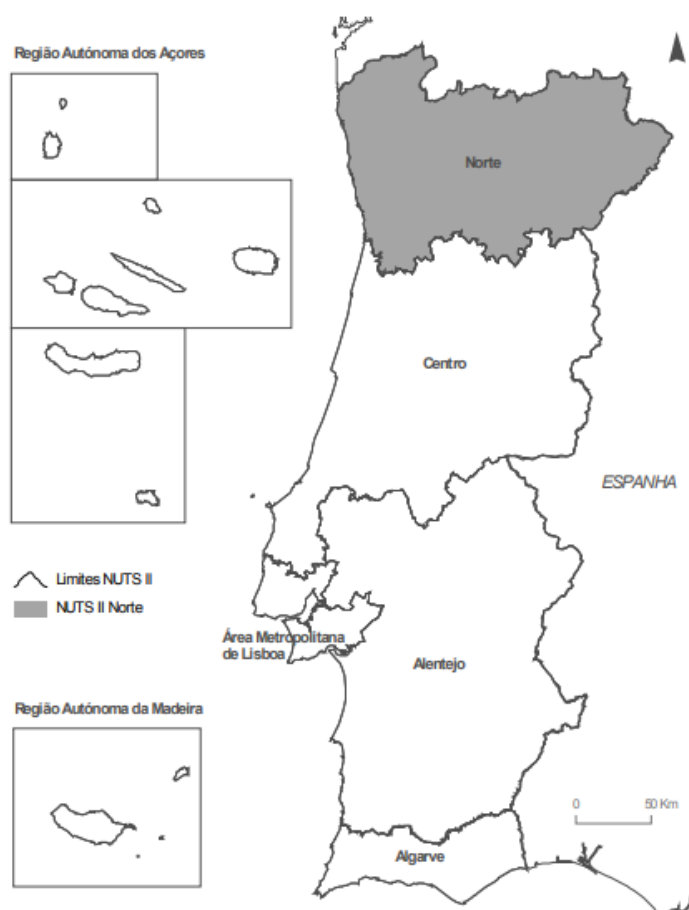 Região Autónoma dos Açores
Norte
Centro
ESPANHA
Limites NUTS II
NUTS II Norte
Área Metropolitana
de Lisboa
Alentejo
Região Autónoma da Madeira
0 50 Km
Algarve